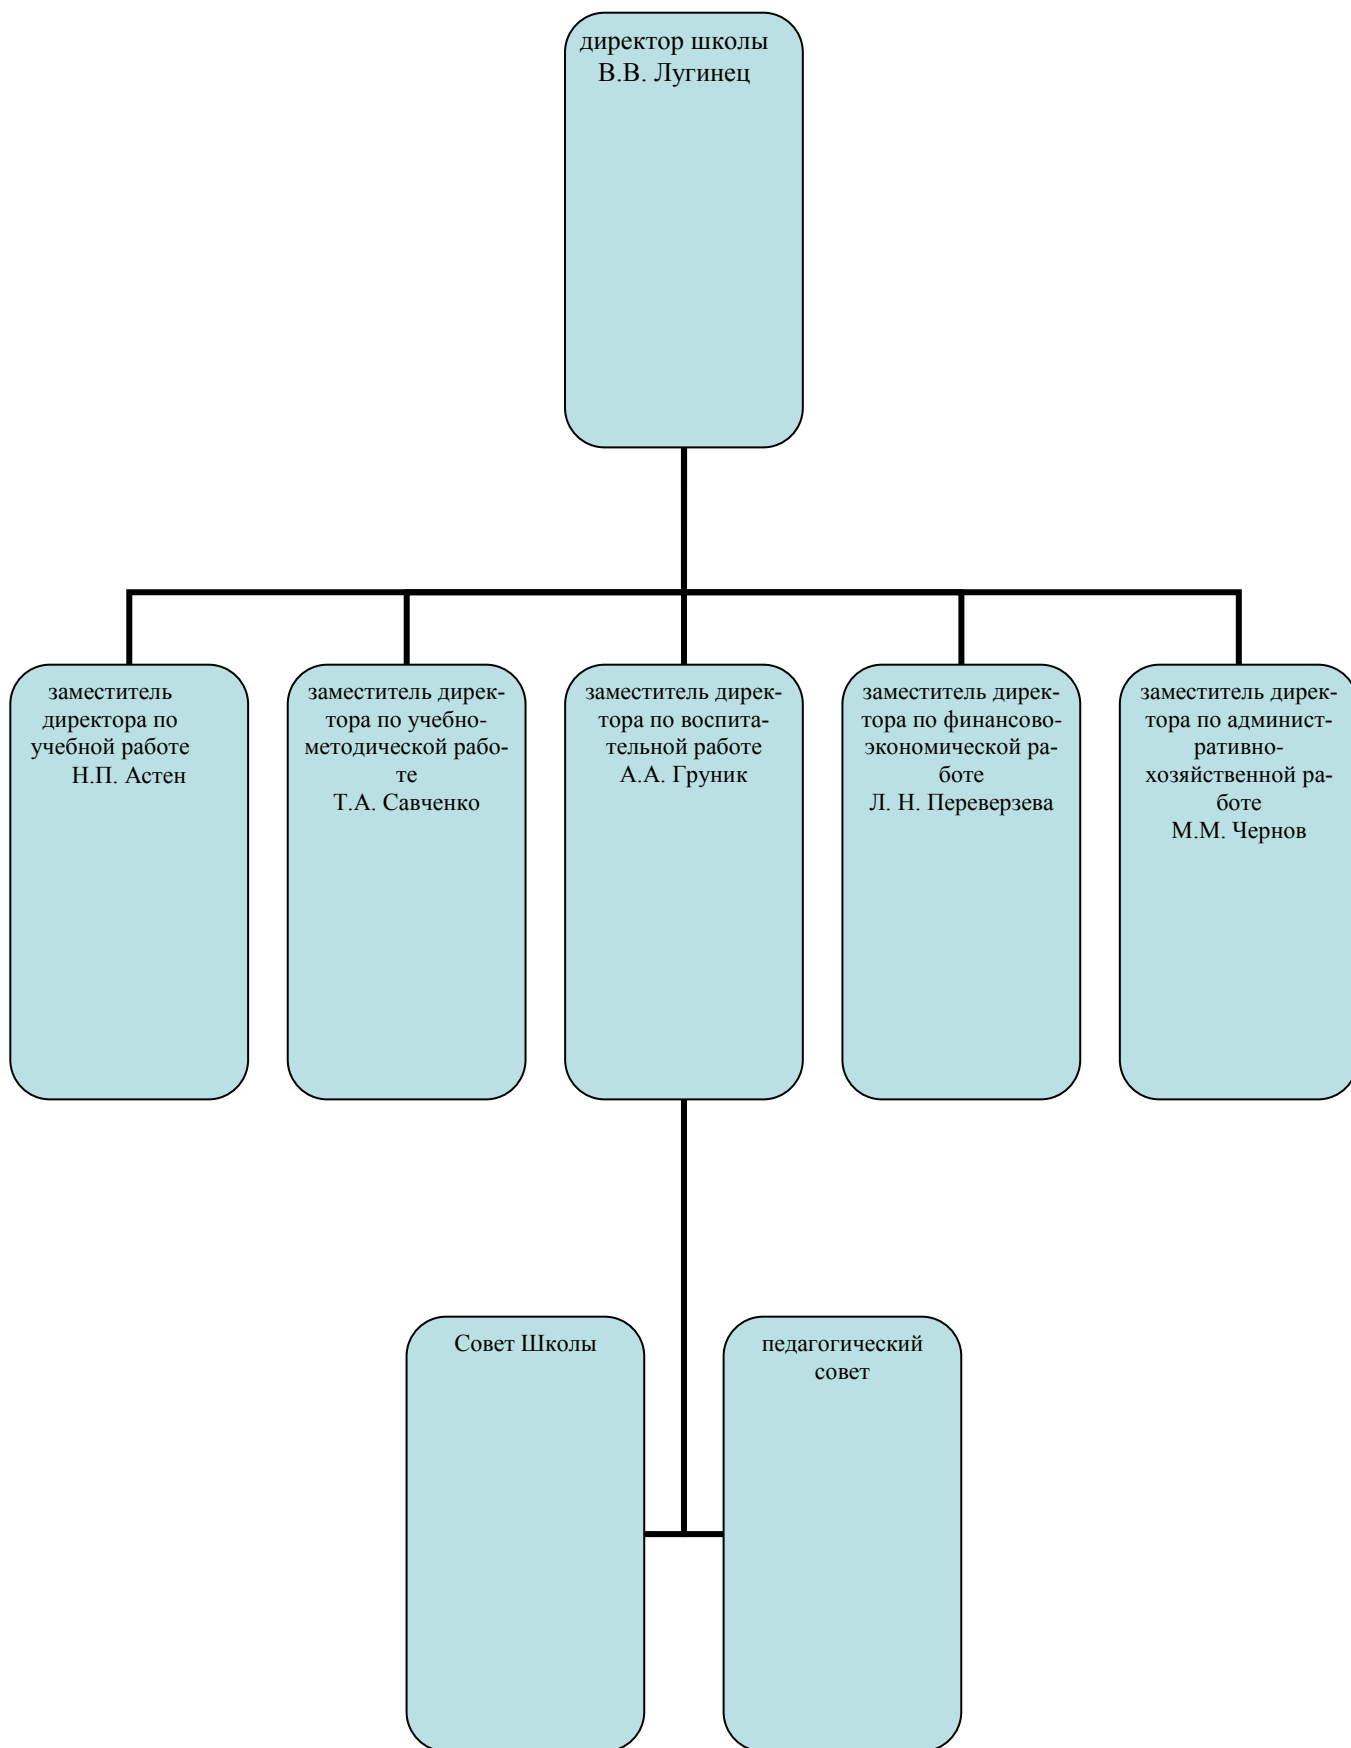 директор школы
В.В. Лугинец
заместитель
директора по
учебной работе
Н.П. Астен
заместитель дирек-
тора по учебно-
методической рабо-
те
Т.А. Савченко
заместитель дирек-
тора по воспита-
тельной работе
А.А. Груник
заместитель дирек-
тора по финансово-
экономической ра-
боте
Л. Н. Переверзева
заместитель дирек-
тора по админист-
ративно-
хозяйственной ра-
боте
М.М. Чернов
Совет Школы
педагогический
совет